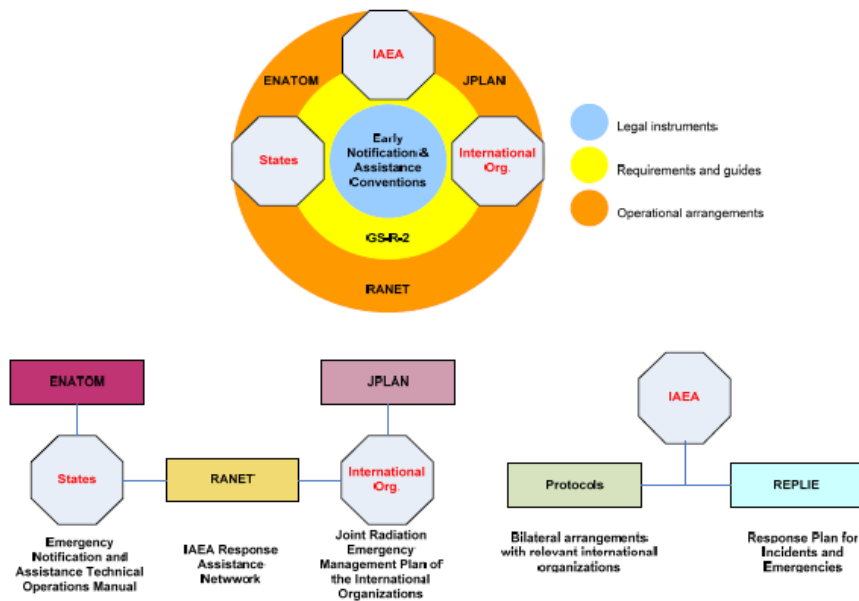 IAEA
ENATOM
JPLAN
Early
Notification &
Assistance
Conventions
States
International
Org.
GS-R-2
RANET
Legal instruments
Requirements and guides
Operational arrangements
ENATOM
JPLAN
IAEA
States
RANET
International
Org.
Protocols
REPLIE
Emergency
Notification and
Assistance Technical
Operations Manual
IAEA Response
Assistance
Netwwork
Joint Radiation
Emergency
Management Plan of
the International
Organizations
Bilateral arrangements
with relevant international
organizations
Response Plan for
Incidents and
Emergencies